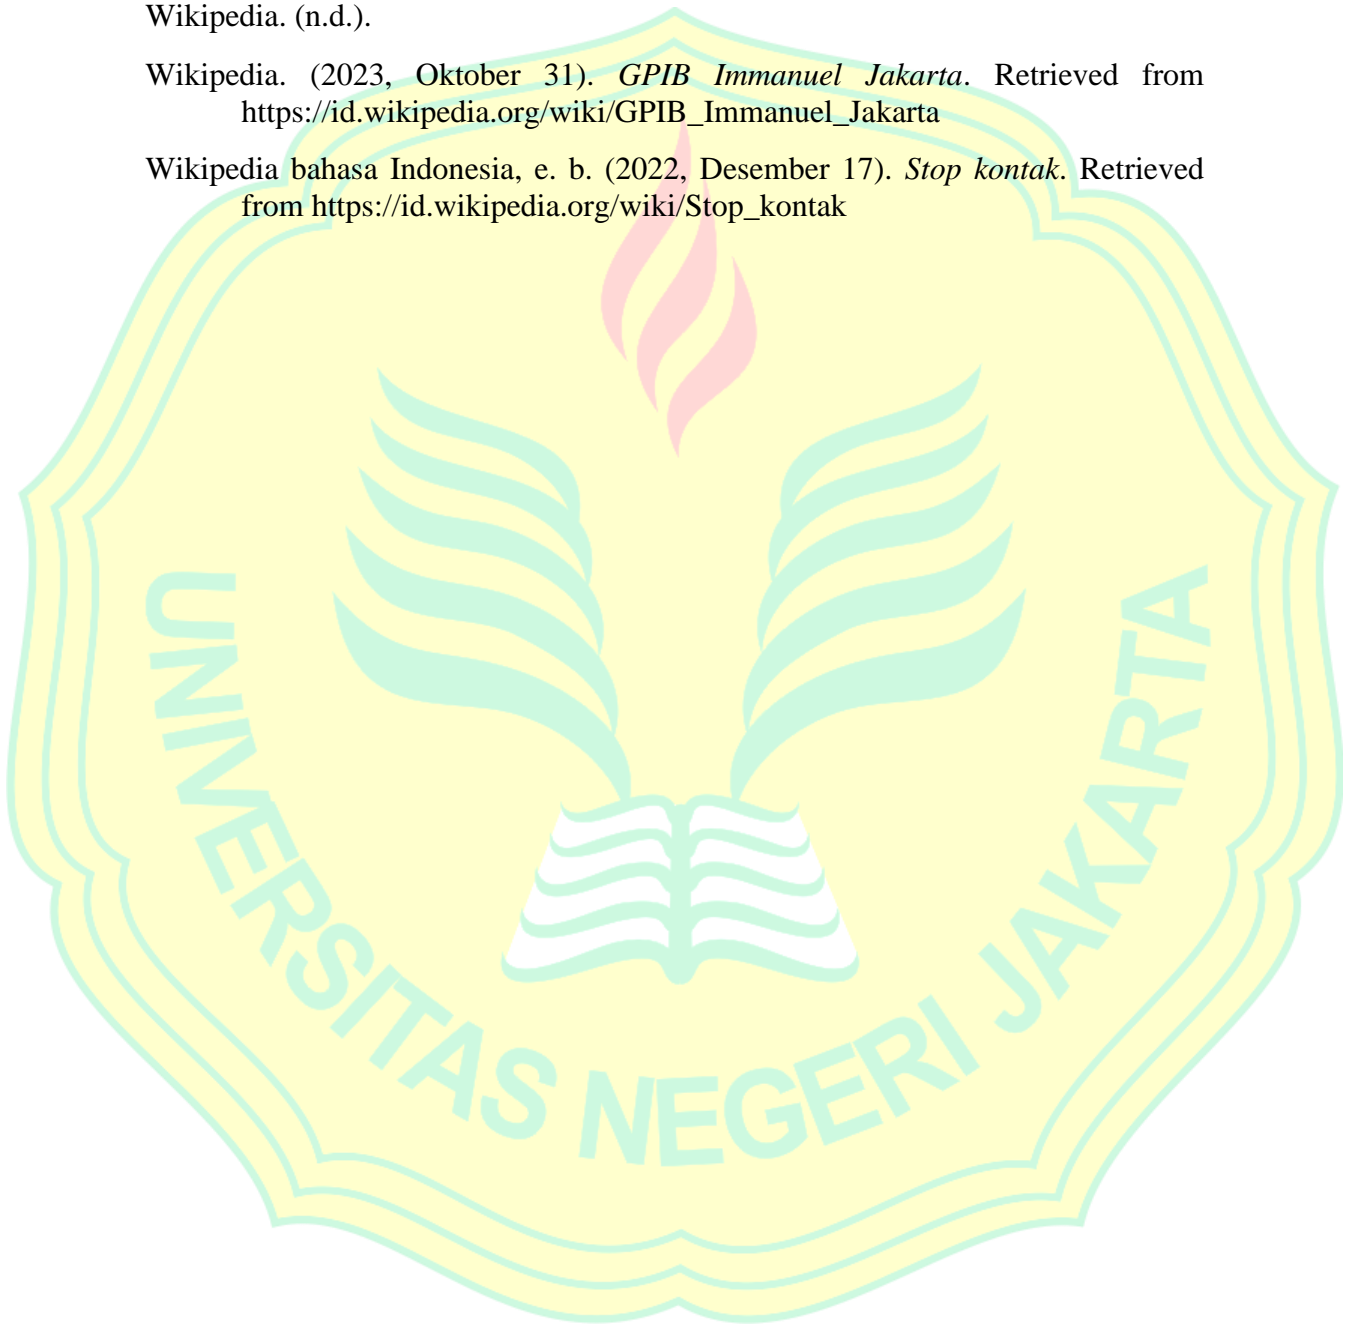 Wikipedia. (n.d.).
Wikipedia. (2023, Oktober 31). GPIB Immanuel Jakarta. Retrieved from
https://id.wikipedia.org/wiki/GPIB_Immanuel_Jakarta
Wikipedia bahasa Indonesia, e. b. (2022, Desember 17). Stop kontak. Retrieved
from https://id.wikipedia.org/wiki/Stop_kontak
UNIVERSITAS NEGERI JAKARTA